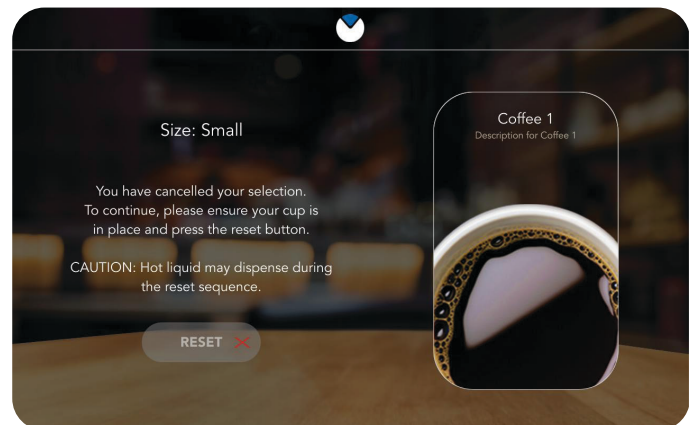 Size: Small
You have cancelled your selection.
To continue, please ensure your cup is
in place and press the reset button.
CAUTION: Hot liquid may dispense during
the reset sequence.
RESET
Coffee 1
Description for Coffee 1